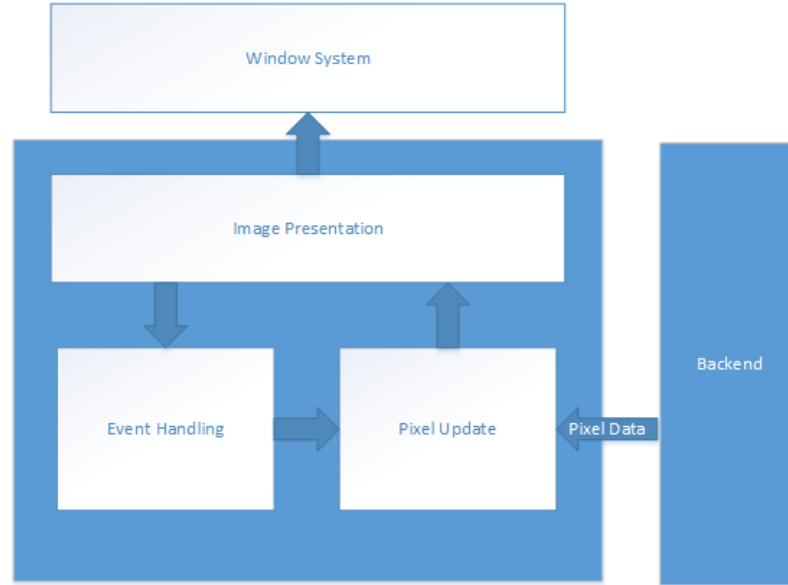 Window System
Image Presentation
Backend
Event Handling
Pixel Update
Pixel Data